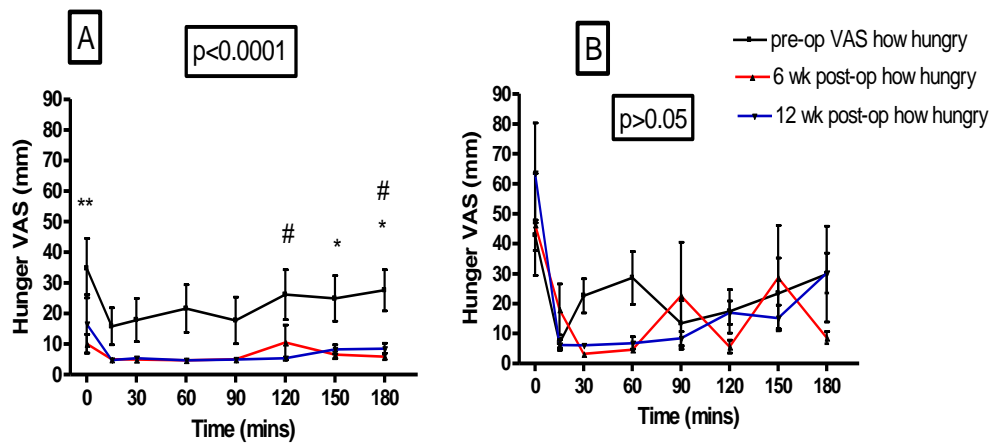 A
p<0.0001
Hunger VAS (mm)
90
80
70
60
50
40
30
20
10
0
**
#
*
#
*
0 30 60 90 120 150 180
Time (mins)
B
p>0.05
Hunger VAS (mm)
90
80
70
60
50
40
30
20
10
0
0 30 60 90 120 150 180
Time (mins)
pre-op VAS how hungry
6 wk post-op how hungry
12 wk post-op how hungry